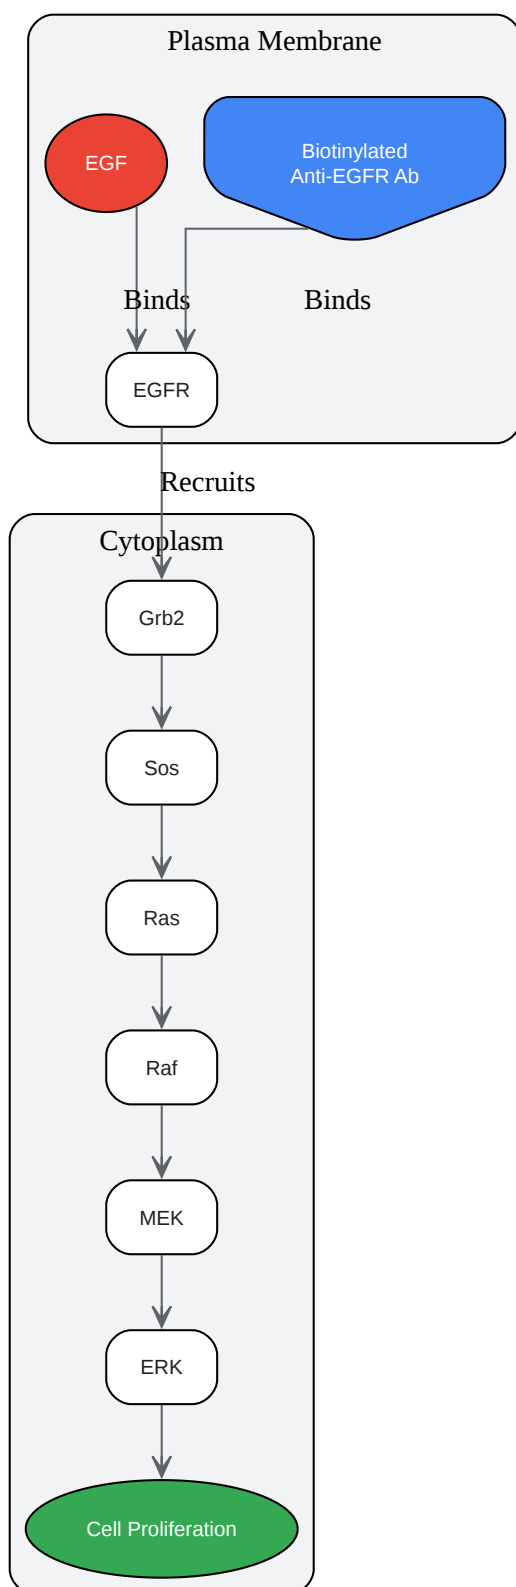 Plasma Membrane
EGF
Biotinylated
Anti-EGFR Ab
Binds
Binds
EGFR
Recruits
Cytoplasm
Grb2
Sos
Ras
Raf
MEK
ERK
Cell Proliferation